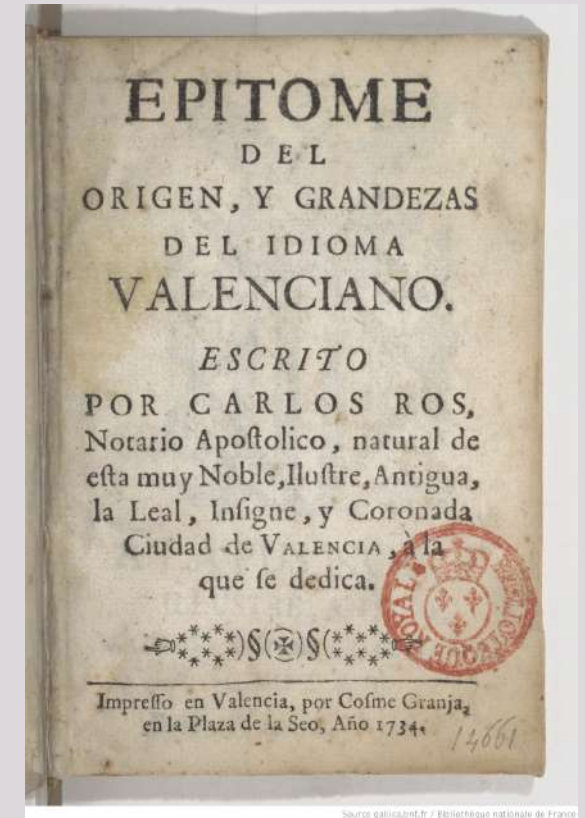 EPITOME
DEL
ORIGEN, Y GRANDEZAS
DEL IDIOMA
VALENCIANO.
ESCRITO
POR CARLOS ROS,
Notario Apoſtolico, natural de
eſta muy Noble, Iluſtre, Antigua,
la Leal, Inſigne, y Coronada
Ciudad de VALENCIA, à la
que ſe dedica.
BIBLIOTHEQUE ROYALE
)§( )§(
Impreſſo en Valencia, por Coſme Granja,
en la Plaza de la Seo, Año 1734.
14661
Source gallica.bnf.fr / Bibliothèque nationale de France